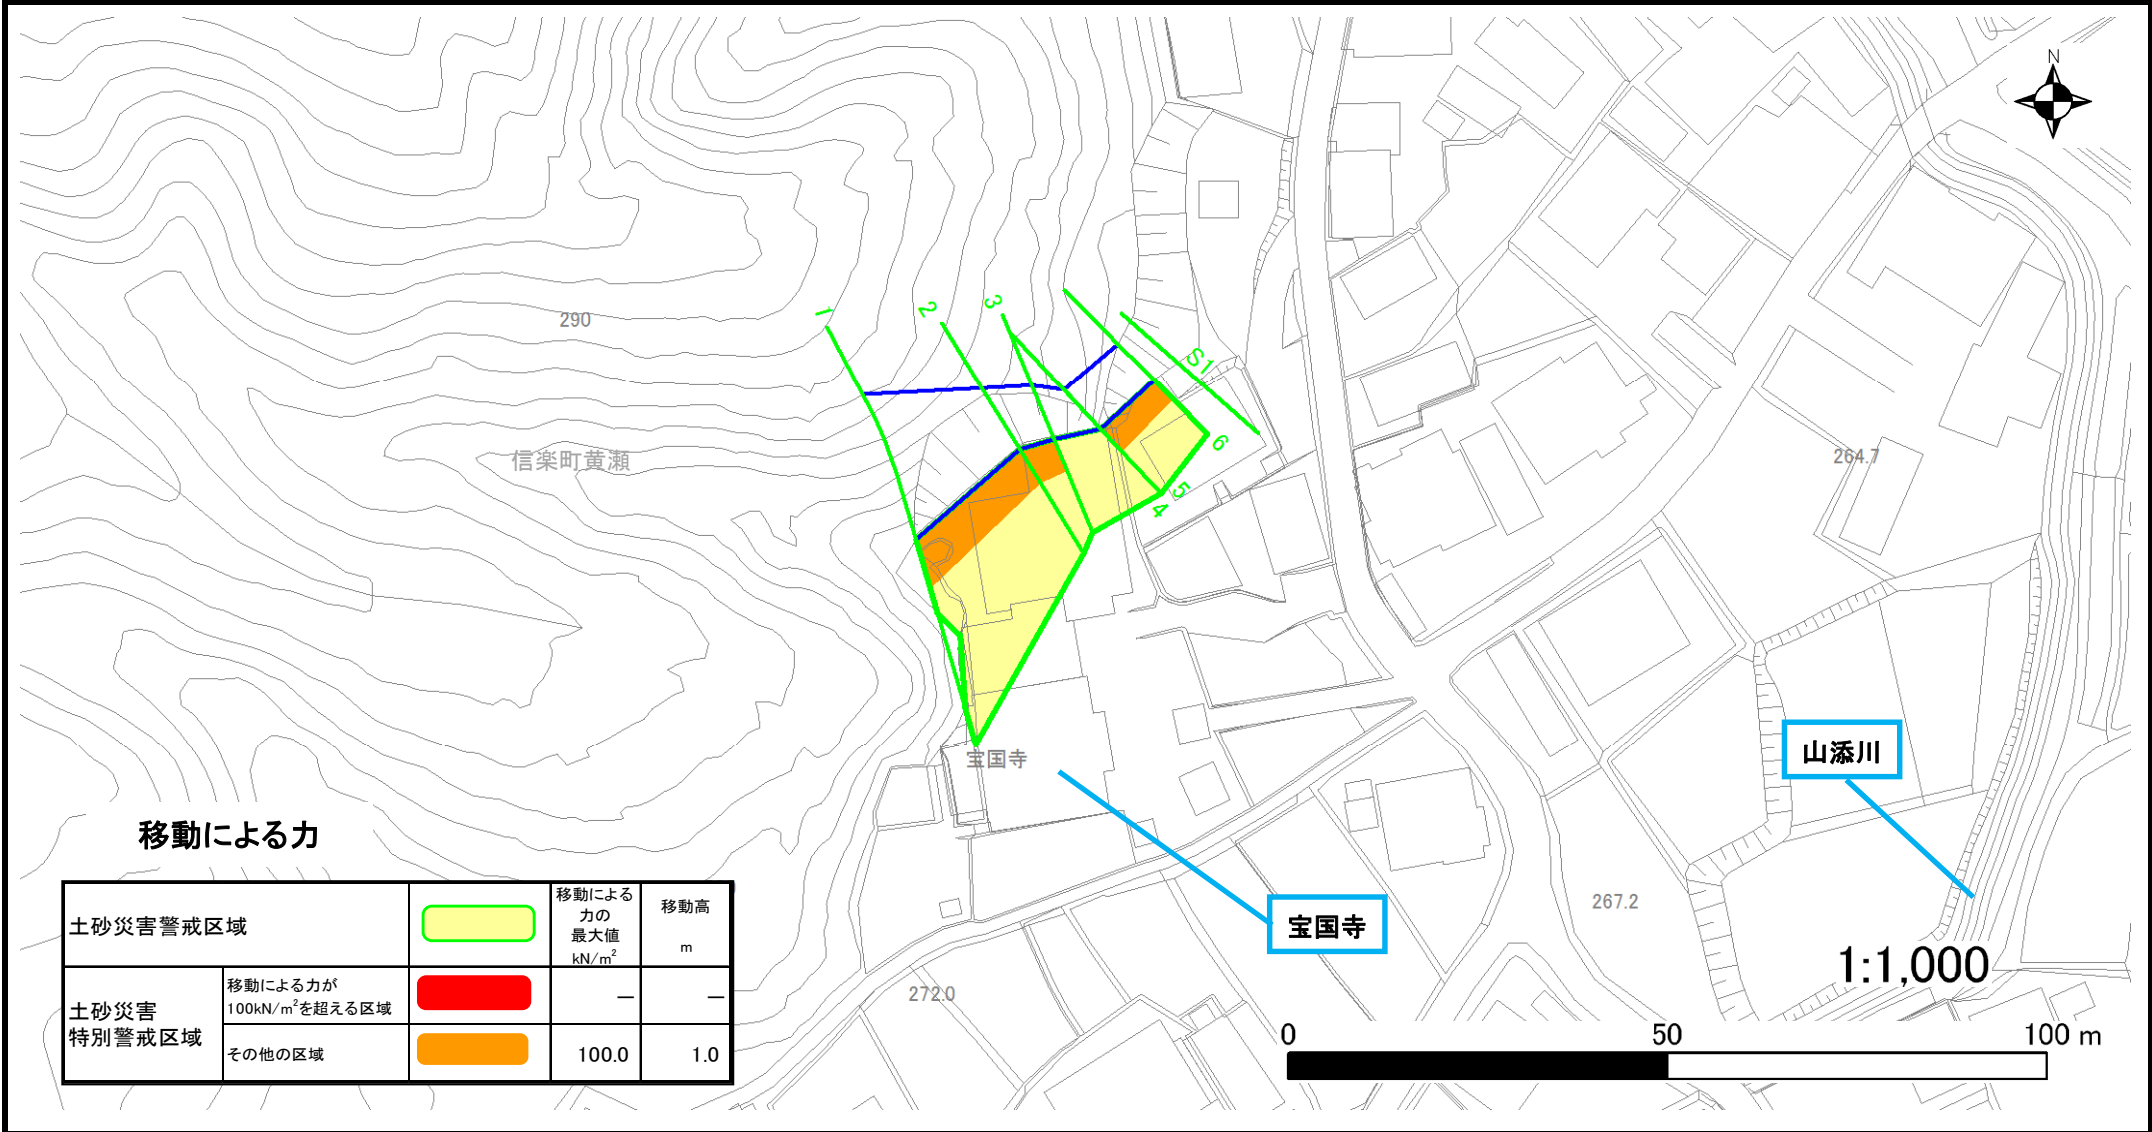 N
290
信楽町黄瀬
1
2
3
S1
6
5
4
264.7
宝国寺
山添川
宝国寺
267.2
272.0
1:1,000
0 50 100 m
移動による力
土砂災害警戒区域
移動による
力の
最大値
kN/m²
移動高
m
土砂災害
特別警戒区域
移動による力が
100kN/m²を超える区域
― ―
その他の区域
100.0 1.0